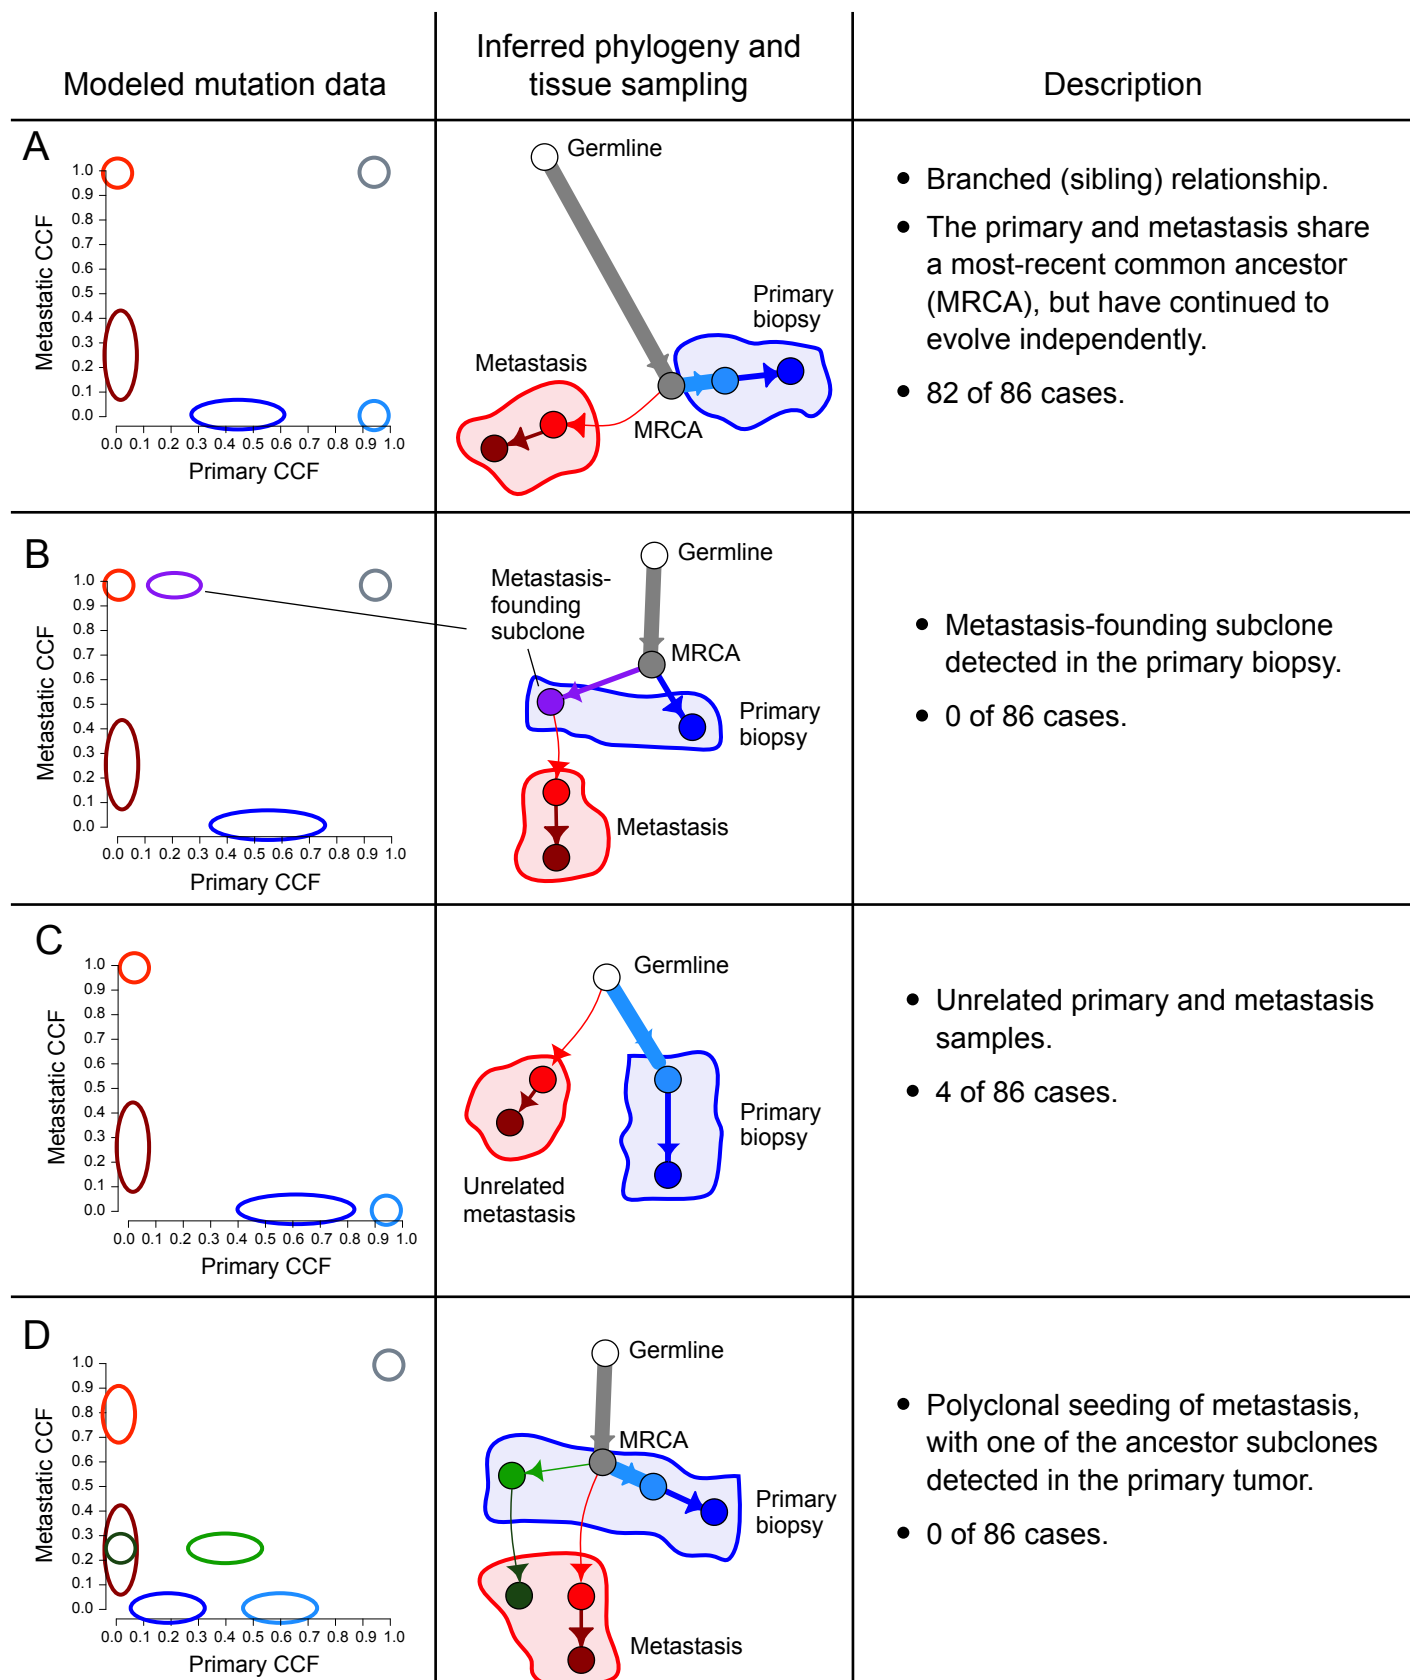 Modeled mutation data
Inferred phylogeny and
tissue sampling
Description
A
1.0
0.9
0.8
0.7
0.6
0.5
0.4
0.3
0.2
0.1
0.0
Metastatic CCF
0.0 0.1 0.2 0.3 0.4 0.5 0.6 0.7 0.8 0.9 1.0
Primary CCF
Germline
Primary
biopsy
Metastasis
MRCA
• Branched (sibling) relationship.
• The primary and metastasis share
a most-recent common ancestor
(MRCA), but have continued to
evolve independently.
• 82 of 86 cases.
B
1.0
0.9
0.8
0.7
0.6
0.5
0.4
0.3
0.2
0.1
0.0
Metastatic CCF
0.0 0.1 0.2 0.3 0.4 0.5 0.6 0.7 0.8 0.9 1.0
Primary CCF
Germline
Metastasis-
founding
subclone
MRCA
Primary
biopsy
Metastasis
• Metastasis-founding subclone
detected in the primary biopsy.
• 0 of 86 cases.
C
1.0
0.9
0.8
0.7
0.6
0.5
0.4
0.3
0.2
0.1
0.0
Metastatic CCF
0.0 0.1 0.2 0.3 0.4 0.5 0.6 0.7 0.8 0.9 1.0
Primary CCF
Germline
Primary
biopsy
Unrelated
metastasis
• Unrelated primary and metastasis
samples.
• 4 of 86 cases.
D
1.0
0.9
0.8
0.7
0.6
0.5
0.4
0.3
0.2
0.1
0.0
Metastatic CCF
0.0 0.1 0.2 0.3 0.4 0.5 0.6 0.7 0.8 0.9 1.0
Primary CCF
Germline
MRCA
Primary
biopsy
Metastasis
• Polyclonal seeding of metastasis,
with one of the ancestor subclones
detected in the primary tumor.
• 0 of 86 cases.